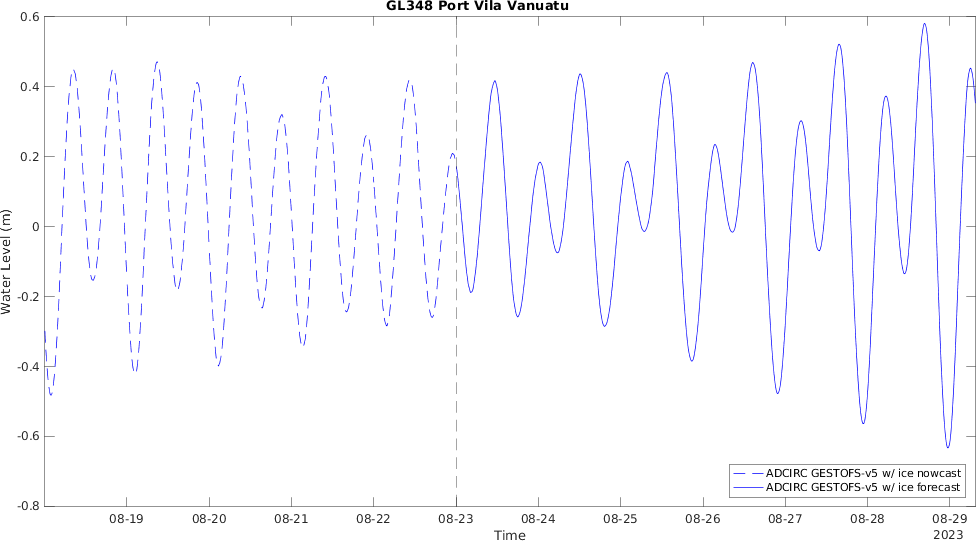 GL348 Port Vila Vanuatu
0.6
0.4
0.2
0
-0.2
-0.4
-0.6
-0.8
Water Level (m)
ADCIRC GESTOFS-v5 w/ ice nowcast
ADCIRC GESTOFS-v5 w/ ice forecast
08-19 08-20 08-21 08-22 08-23 08-24 08-25 08-26 08-27 08-28 08-29
Time
2023